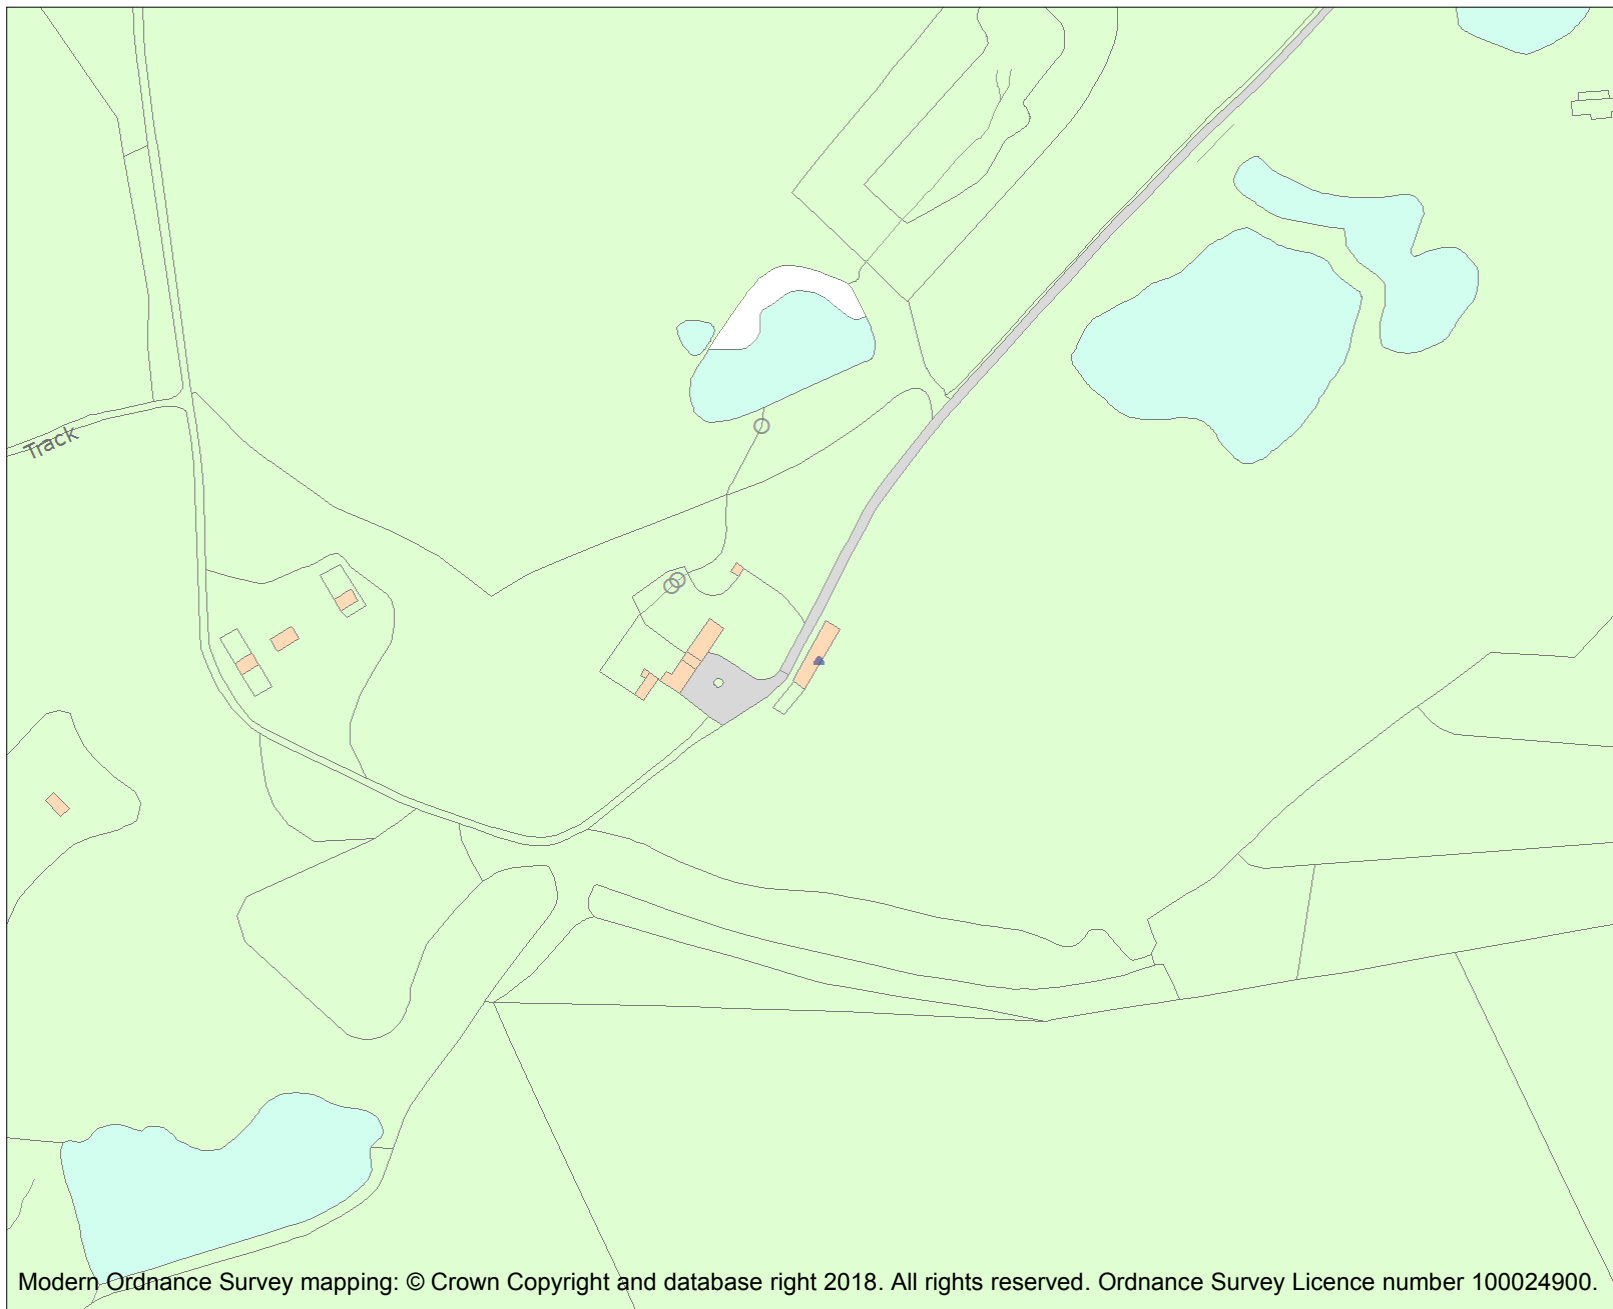 Track
Modern Ordnance Survey mapping: © Crown Copyright and database right 2018. All rights reserved. Ordnance Survey Licence number 100024900.